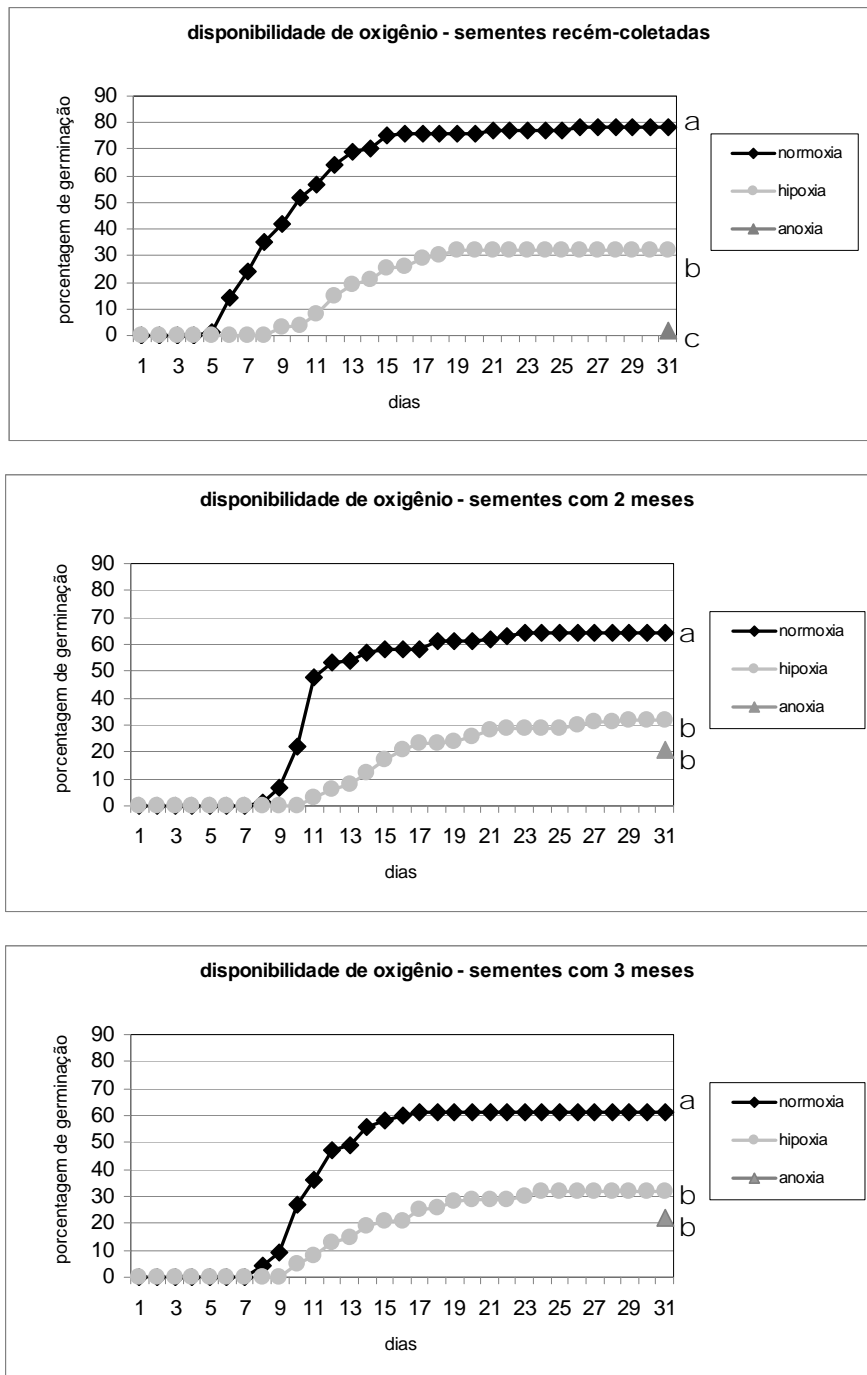 disponibilidade de oxigênio - sementes recém-coletadas
porcentagem de germinação
90
80
70
60
50
40
30
20
10
0
1 3 5 7 9 11 13 15 17 19 21 23 25 27 29 31
dias
a
b
c
normoxia
hipoxia
anoxia
disponibilidade de oxigênio - sementes com 2 meses
porcentagem de germinação
90
80
70
60
50
40
30
20
10
0
1 3 5 7 9 11 13 15 17 19 21 23 25 27 29 31
dias
a
b
b
normoxia
hipoxia
anoxia
disponibilidade de oxigênio - sementes com 3 meses
porcentagem de germinação
90
80
70
60
50
40
30
20
10
0
1 3 5 7 9 11 13 15 17 19 21 23 25 27 29 31
dias
a
b
b
normoxia
hipoxia
anoxia